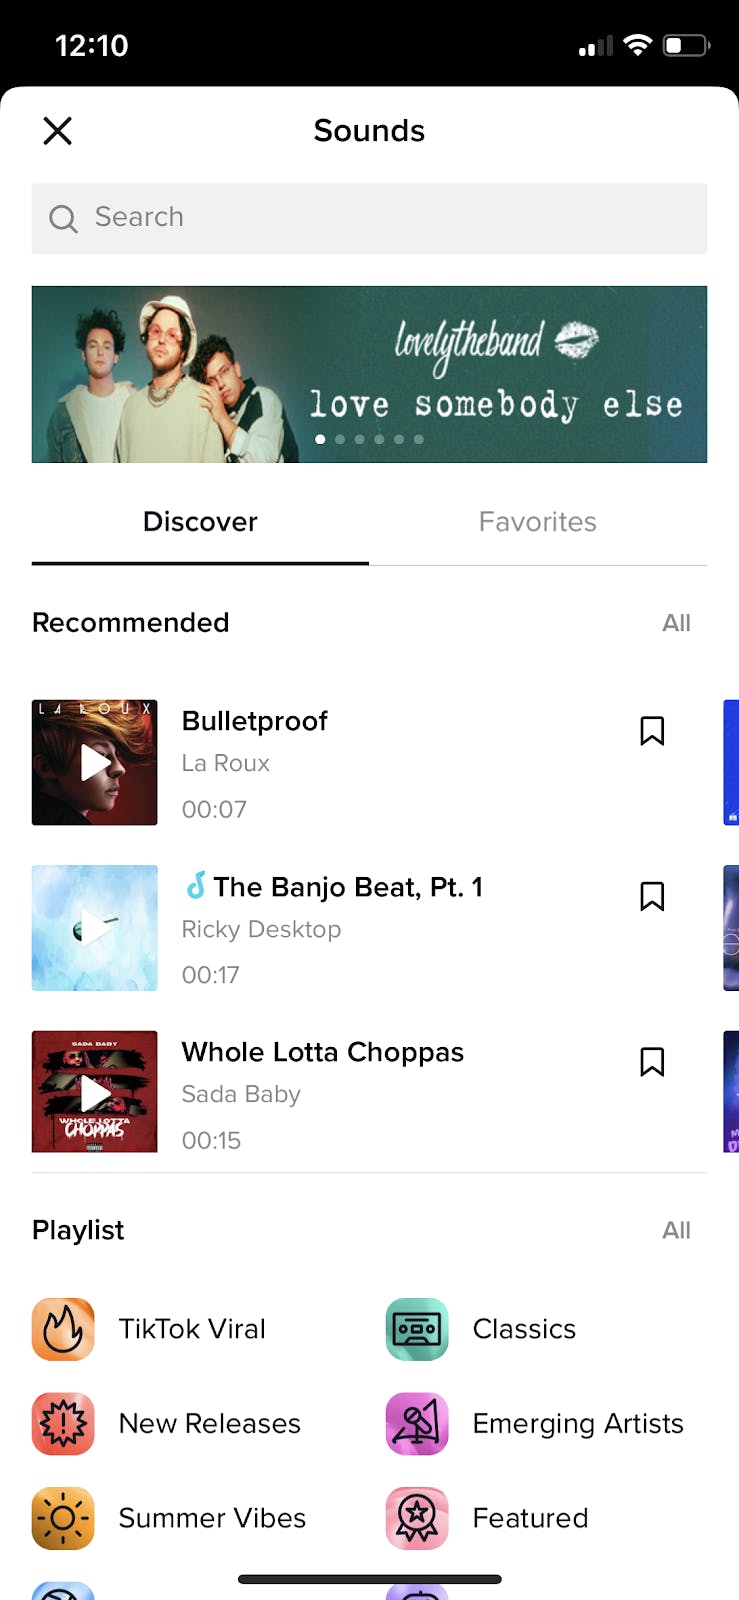 12:10
Sounds
Search
lovelytheband
love somebody else
Discover
Favorites
Recommended
All
LA ROUX
Bulletproof
La Roux
00:07
The Banjo Beat, Pt. 1
Ricky Desktop
00:17
SADA BABY
WHOLE LOTTA
CHOPPAS
Whole Lotta Choppas
Sada Baby
00:15
Playlist
All
TikTok Viral
Classics
New Releases
Emerging Artists
Summer Vibes
Featured